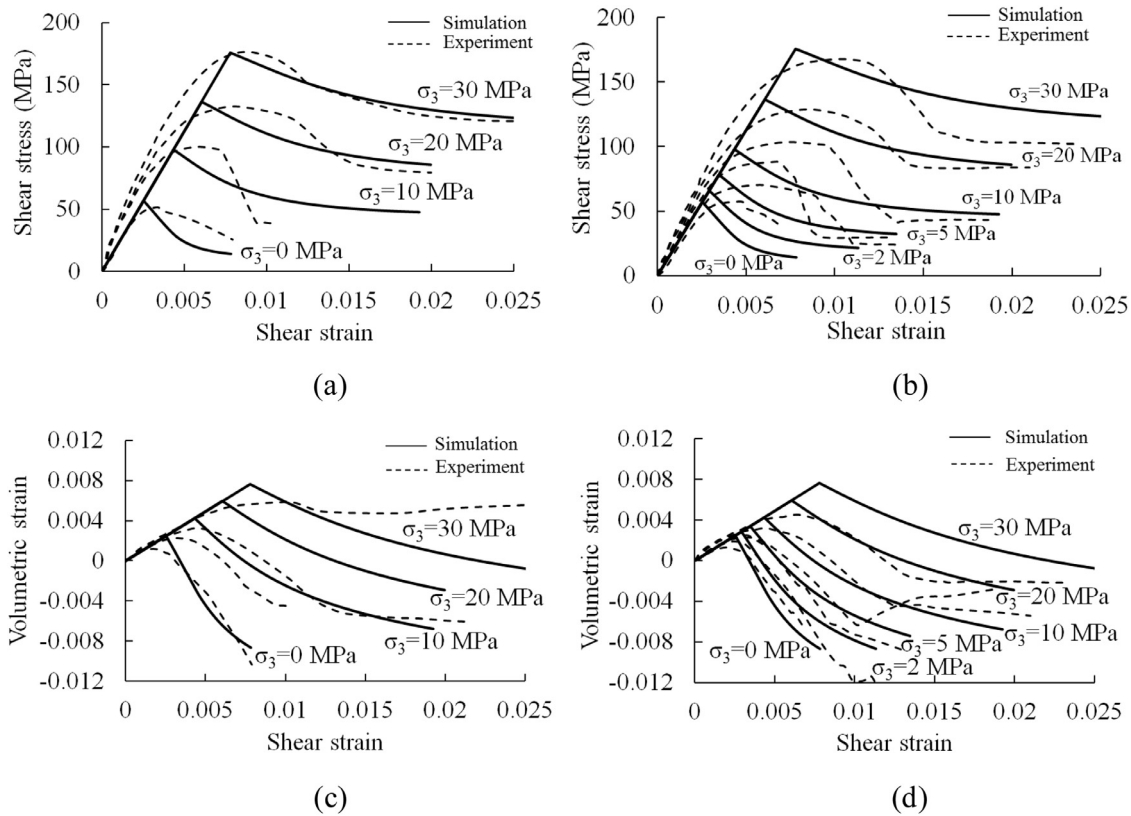 200
150
100
50
0
Shear stress (MPa)
Simulation
Experiment
σ₃=30 MPa
σ₃=20 MPa
σ₃=10 MPa
σ₃=0 MPa
0 0.005 0.01 0.015 0.02 0.025
Shear strain
(a)
200
150
100
50
0
Shear stress (MPa)
Simulation
Experiment
σ₃=30 MPa
σ₃=20 MPa
σ₃=10 MPa
σ₃=5 MPa
σ₃=2 MPa
σ₃=0 MPa
0 0.005 0.01 0.015 0.02 0.025
Shear strain
(b)
0.012
0.008
0.004
0
-0.004
-0.008
-0.012
Volumetric strain
Simulation
Experiment
σ₃=30 MPa
σ₃=20 MPa
σ₃=10 MPa
σ₃=0 MPa
0 0.005 0.01 0.015 0.02 0.025
Shear strain
(c)
0.012
0.008
0.004
0
-0.004
-0.008
-0.012
Volumetric strain
Simulation
Experiment
σ₃=30 MPa
σ₃=20 MPa
σ₃=10 MPa
σ₃=5 MPa
σ₃=0 MPa
σ₃=2 MPa
0 0.005 0.01 0.015 0.02 0.025
Shear strain
(d)